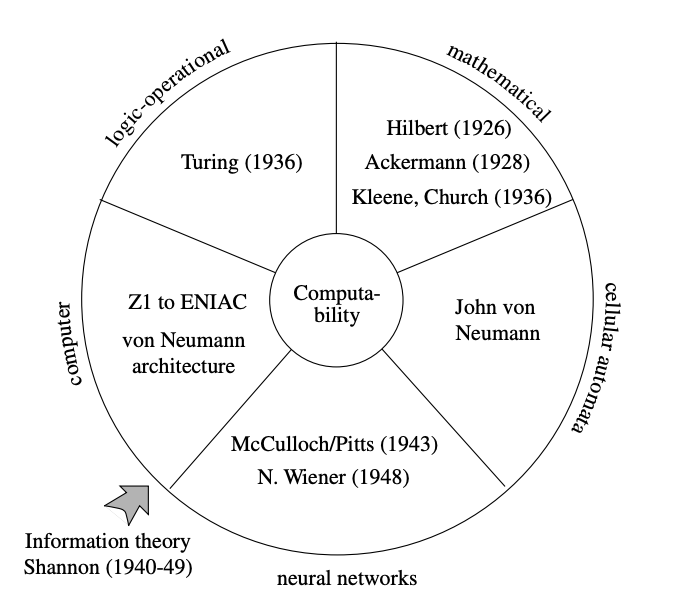 logic-operational
mathematical
Turing (1936)
Hilbert (1926)
Ackermann (1928)
Kleene, Church (1936)
computer
Z1 to ENIAC
von Neumann
architecture
Computa-
bility
John von
Neumann
cellular automata
McCulloch/Pitts (1943)
N. Wiener (1948)
Information theory
Shannon (1940-49)
neural networks